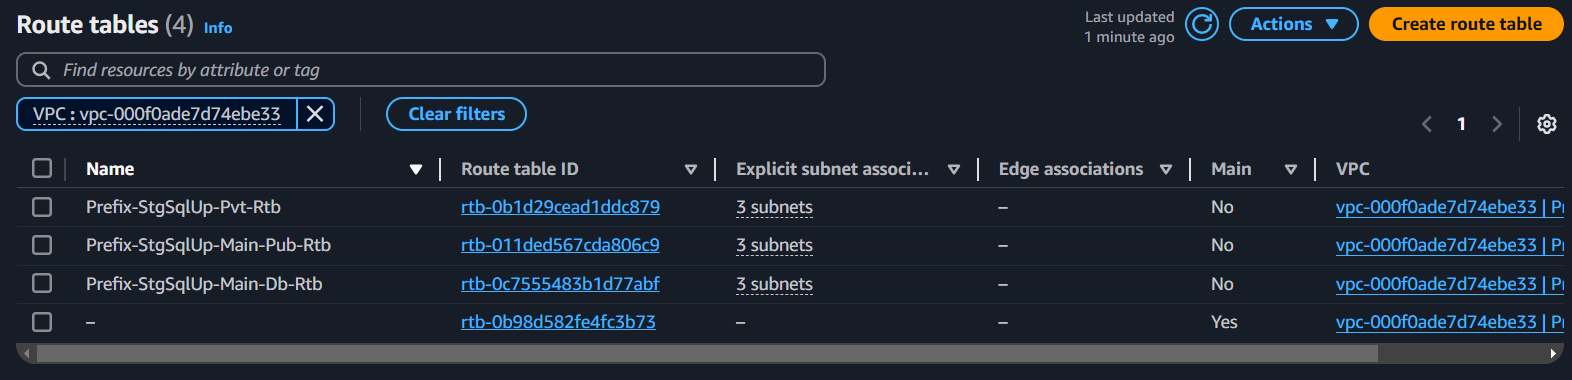 Route tables (4) Info
Last updated
1 minute ago
Actions
Create route table
Find resources by attribute or tag
VPC : vpc-000f0ade7d74ebe33
Clear filters
1
Name Route table ID Explicit subnet associ... Edge associations Main VPC
Prefix-StgSqlUp-Pvt-Rtb rtb-0b1d29cead1ddc879 3 subnets – No vpc-000f0ade7d74ebe33 | Pr
Prefix-StgSqlUp-Main-Pub-Rtb rtb-011ded567cda806c9 3 subnets – No vpc-000f0ade7d74ebe33 | Pr
Prefix-StgSqlUp-Main-Db-Rtb rtb-0c7555483b1d77abf 3 subnets – No vpc-000f0ade7d74ebe33 | Pr
– rtb-0b98d582fe4fc3b73 – – Yes vpc-000f0ade7d74ebe33 | Pr